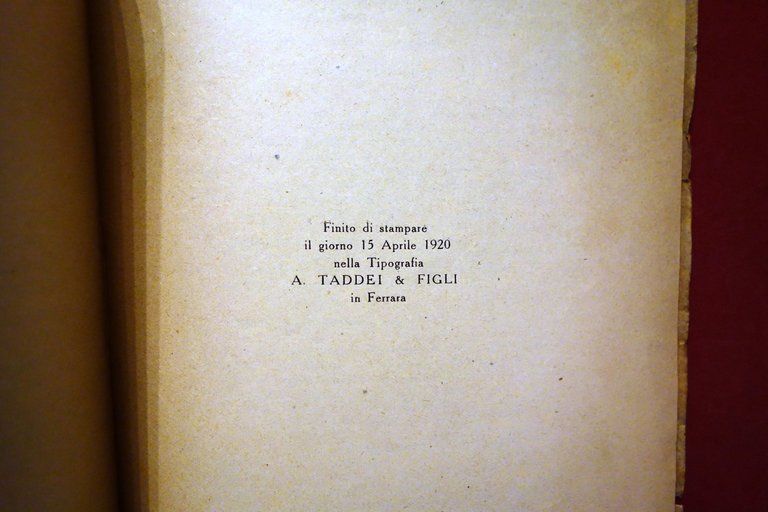 Finito di stampare
il giorno 15 Aprile 1920
nella Tipografia
A. TADDEI & FIGLI
in Ferrara